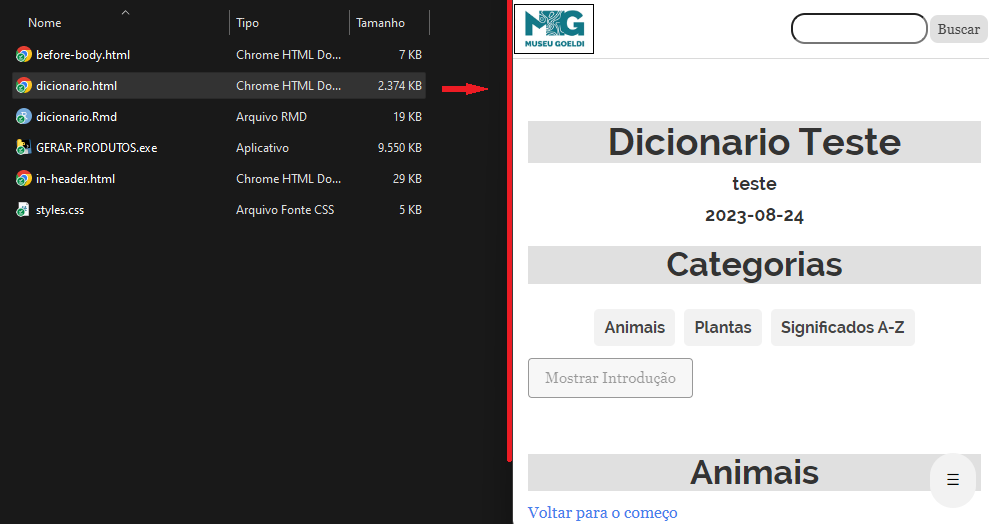 Nome Tipo Tamanho
before-body.html Chrome HTML Do... 7 KB
dicionario.html Chrome HTML Do... 2.374 KB
dicionario.Rmd Arquivo RMD 19 KB
GERAR-PRODUTOS.exe Aplicativo 9.550 KB
in-header.html Chrome HTML Do... 29 KB
styles.css Arquivo Fonte CSS 5 KB
MUSEU GOELDI
Buscar
Dicionario Teste
teste
2023-08-24
Categorias
Animais Plantas Significados A-Z
Mostrar Introdução
Animais
Voltar para o começo